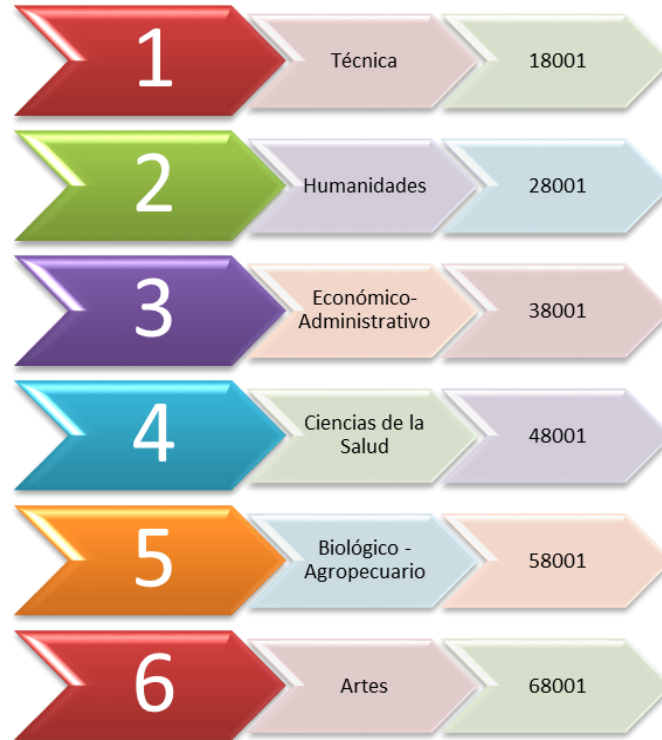 1
Técnica
18001
2
Humanidades
28001
3
Económico-
Administrativo
38001
4
Ciencias de la
Salud
48001
5
Biológico -
Agropecuario
58001
6
Artes
68001